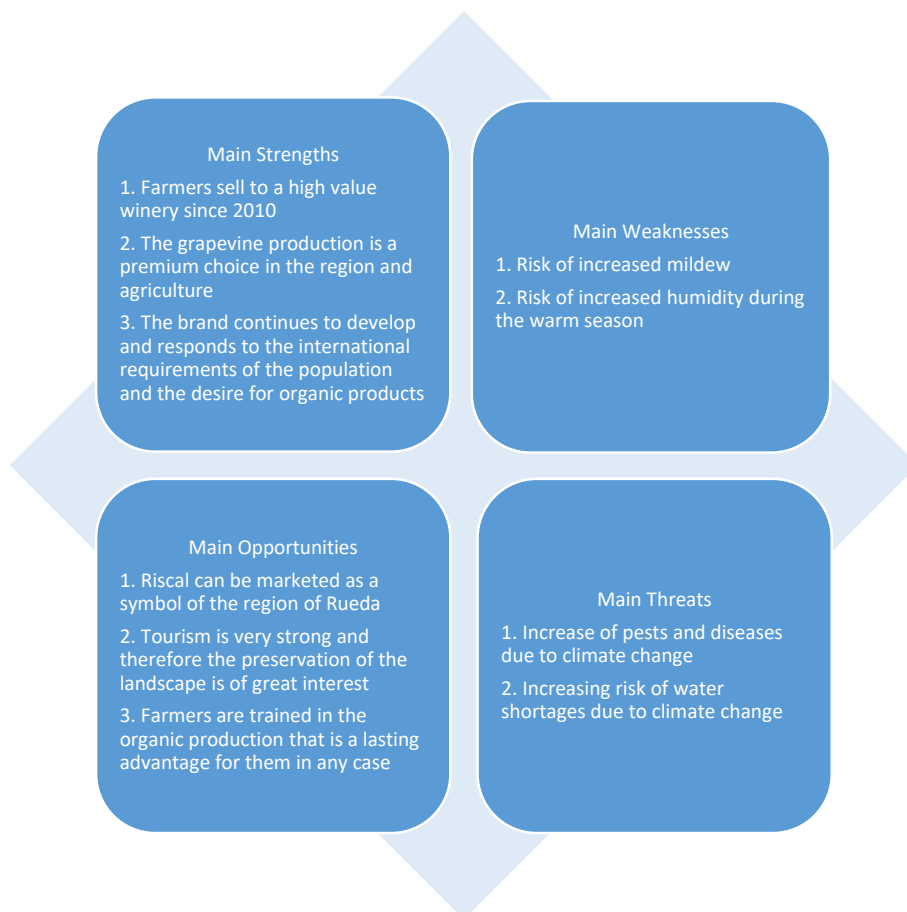 Main Strengths
1. Farmers sell to a high value
winery since 2010
2. The grapevine production is a
premium choice in the region and
agriculture
3. The brand continues to develop
and responds to the international
requirements of the population
and the desire for organic products
Main Weaknesses
1. Risk of increased mildew
2. Risk of increased humidity during
the warm season
Main Opportunities
1. Riscal can be marketed as a
symbol of the region of Rueda
2. Tourism is very strong and
therefore the preservation of the
landscape is of great interest
3. Farmers are trained in the
organic production that is a lasting
advantage for them in any case
Main Threats
1. Increase of pests and diseases
due to climate change
2. Increasing risk of water
shortages due to climate change